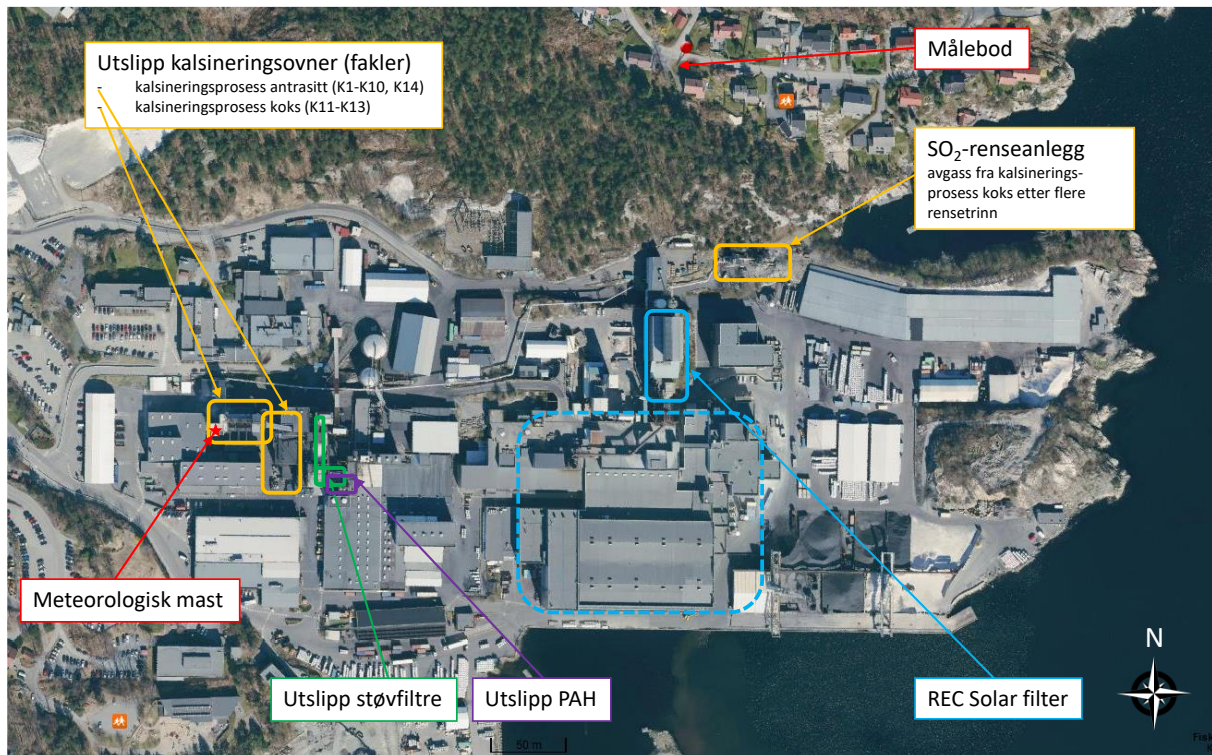 Utslipp kalsineringsovner (fakler)
- kalsineringsprosess antrasitt (K1-K10, K14)
- kalsineringsprosess koks (K11-K13)
Målebod
SO₂-renseanlegg
avgass fra kalsinerings-
prosess koks etter flere
rensetrinn
Meteorologisk mast
Utslipp støvfiltre
Utslipp PAH
REC Solar filter
N
50 m
Fisk